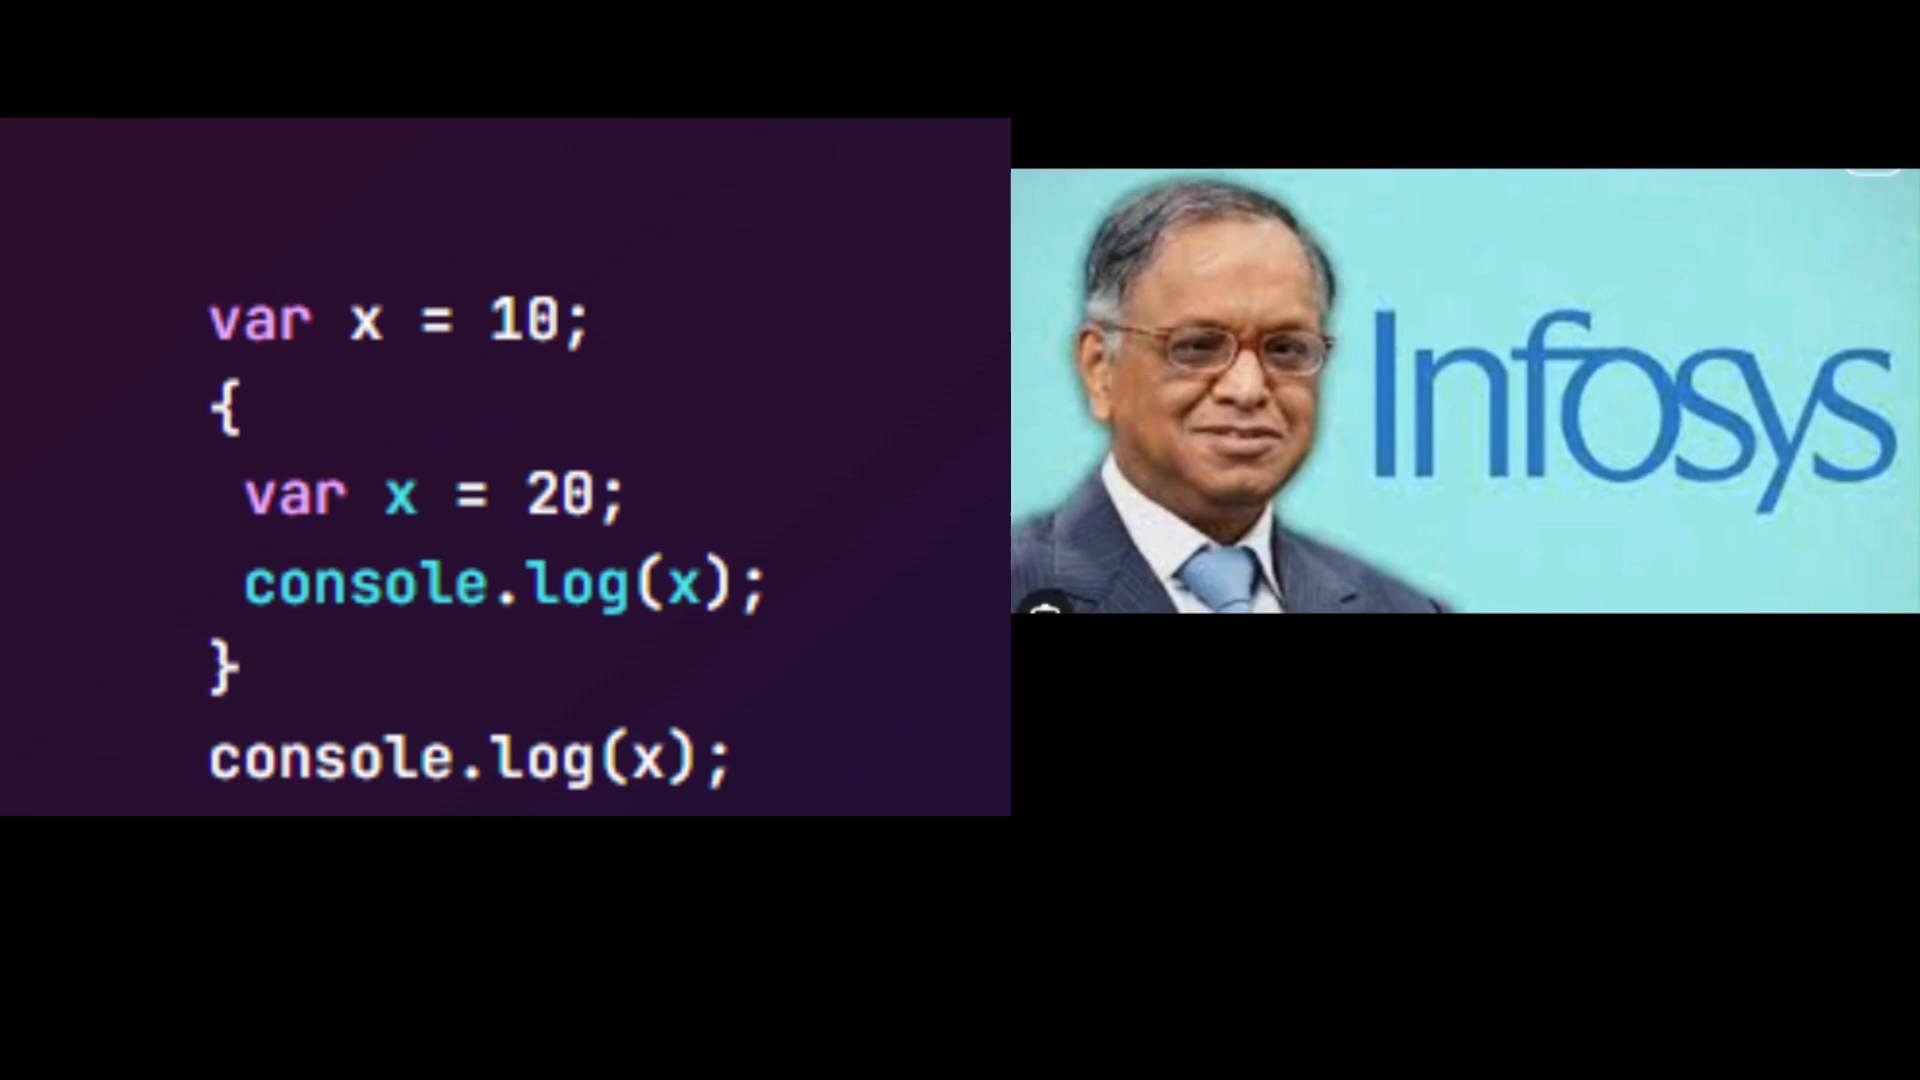 var x = 10;
{
var x = 20;
console.log(x);
}
console.log(x);
Infosys